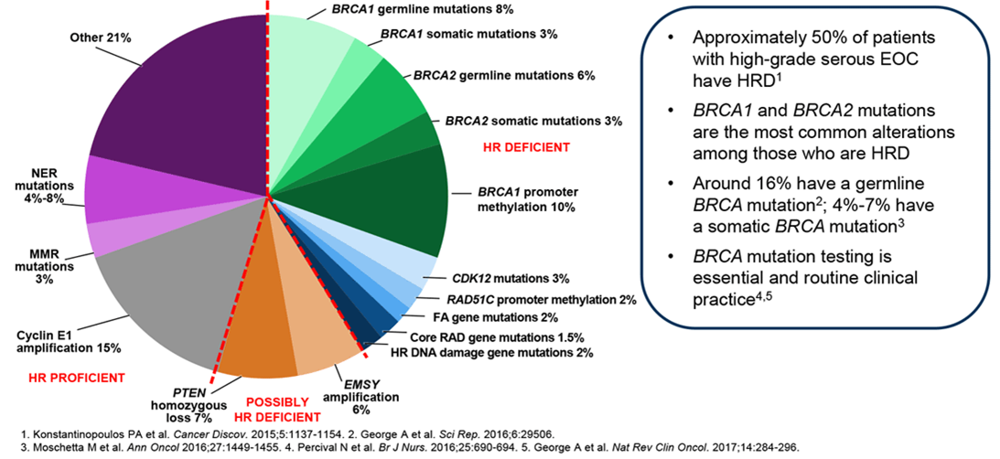 BRCA1 germline mutations 8%
BRCA1 somatic mutations 3%
BRCA2 germline mutations 6%
BRCA2 somatic mutations 3%
HR DEFICIENT
BRCA1 promoter
methylation 10%
CDK12 mutations 3%
RAD51C promoter methylation 2%
FA gene mutations 2%
Core RAD gene mutations 1.5%
HR DNA damage gene mutations 2%
EMSY
amplification
6%
POSSIBLY
HR DEFICIENT
PTEN
homozygous
loss 7%
HR PROFICIENT
Cyclin E1
amplification 15%
MMR
mutations
3%
NER
mutations
4%-8%
Other 21%
• Approximately 50% of patients
with high-grade serous EOC
have HRD1
• BRCA1 and BRCA2 mutations
are the most common alterations
among those who are HRD
• Around 16% have a germline
BRCA mutation2; 4%-7% have
a somatic BRCA mutation3
• BRCA mutation testing is
essential and routine clinical
practice4,5
1. Konstantinopoulos PA et al. Cancer Discov. 2015;5:1137-1154. 2. George A et al. Sci Rep. 2016;6:29506.
3. Moschetta M et al. Ann Oncol 2016;27:1449-1455. 4. Percival N et al. Br J Nurs. 2016;25:690-694. 5. George A et al. Nat Rev Clin Oncol. 2017;14:284-296.